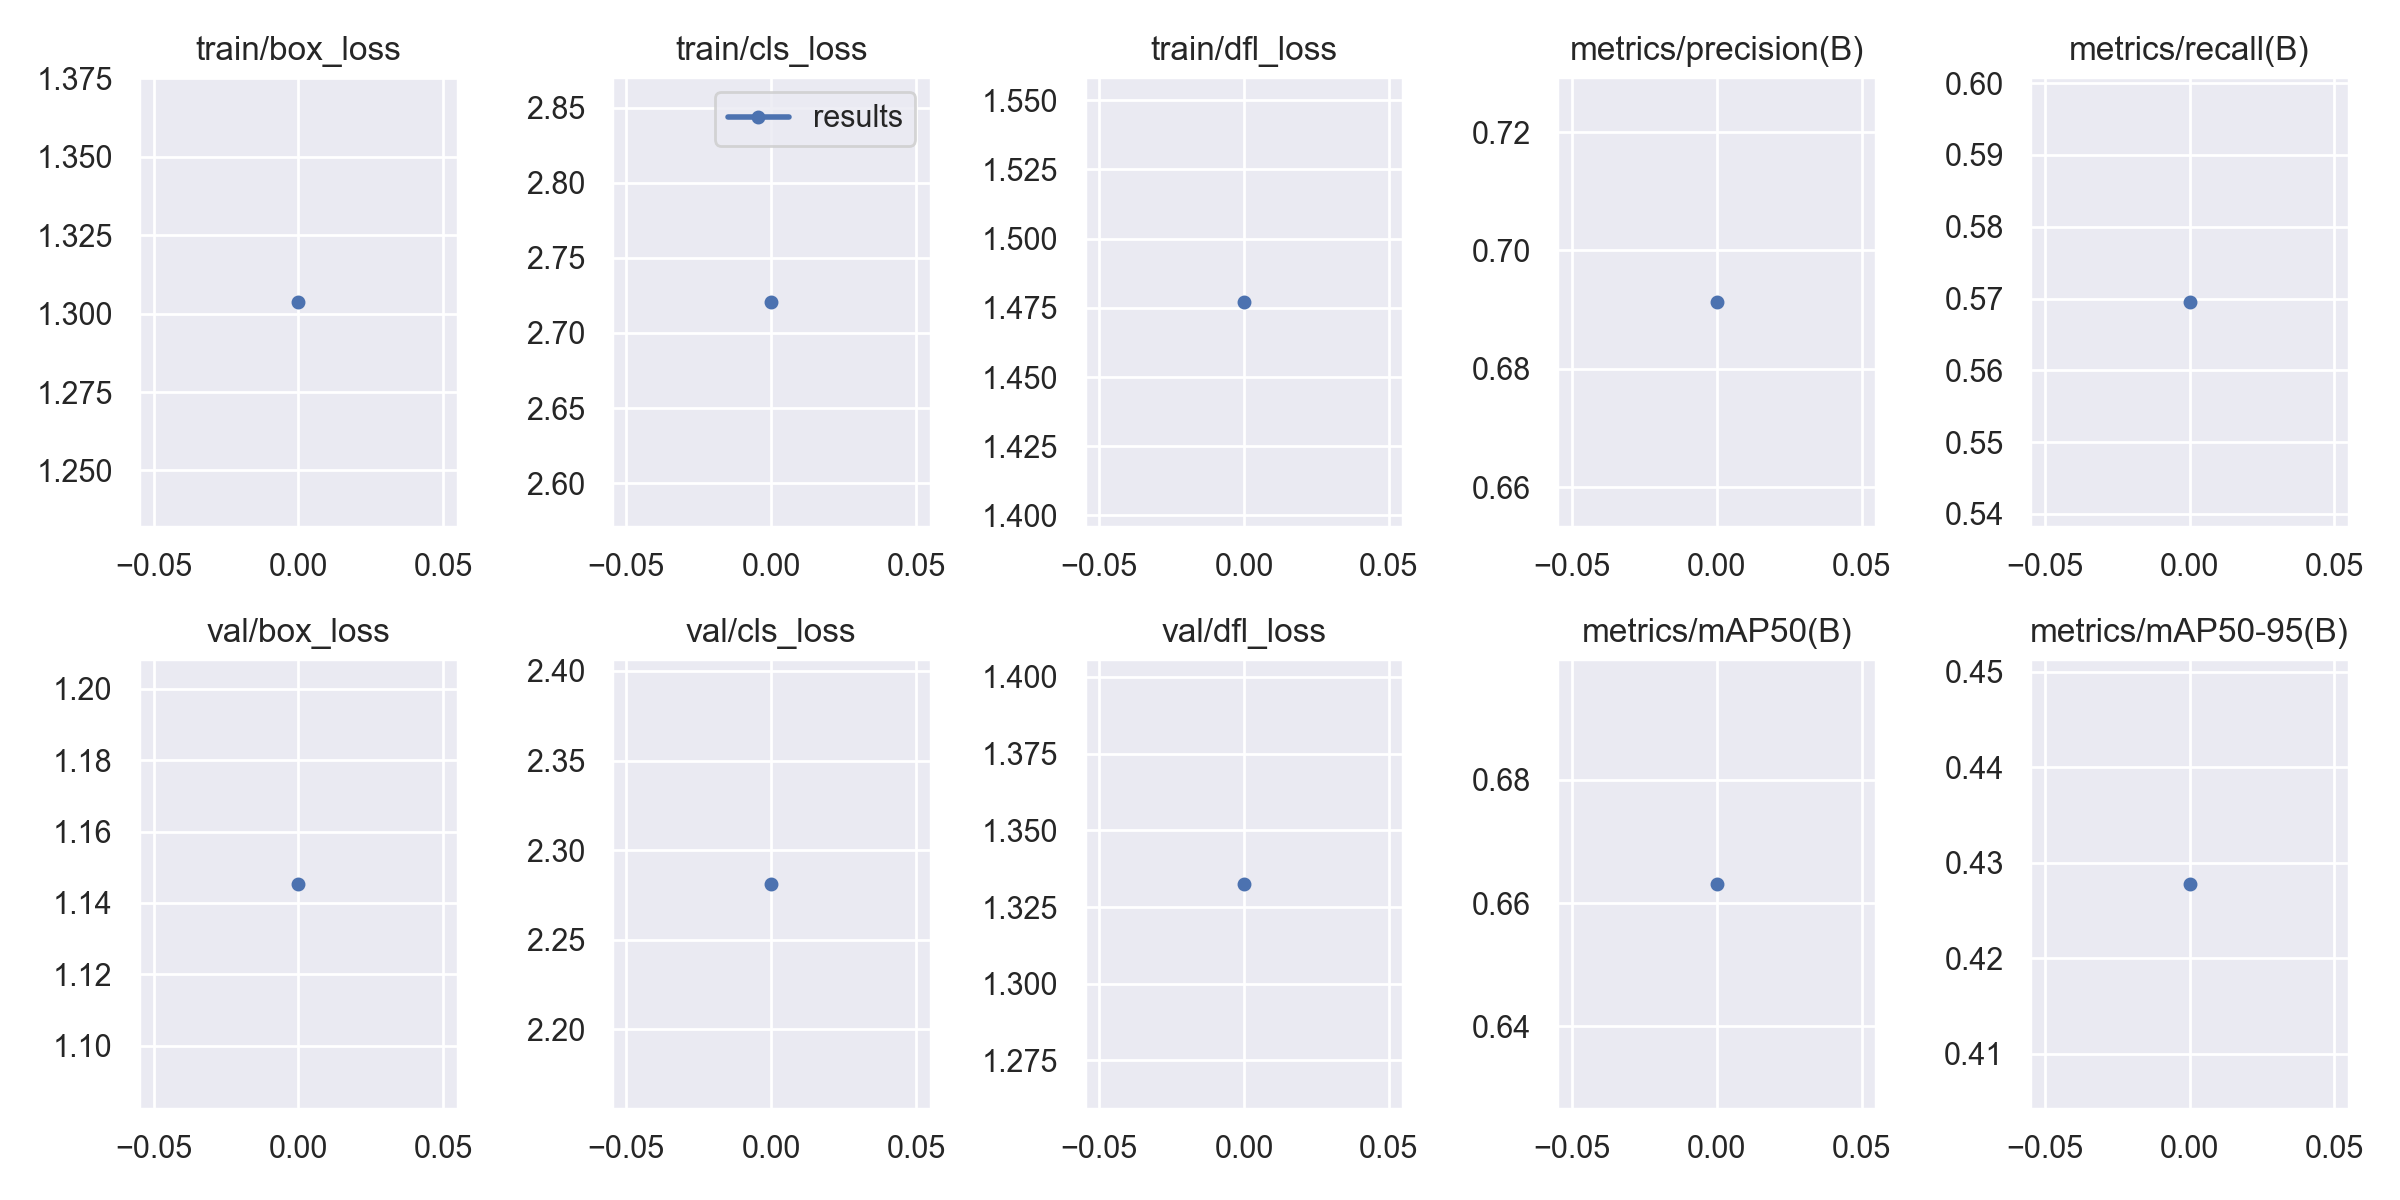 train/box_loss
1.375
1.350
1.325
1.300
1.275
1.250
−0.05 0.00 0.05
train/cls_loss
results
2.85
2.80
2.75
2.70
2.65
2.60
−0.05 0.00 0.05
train/dfl_loss
1.550
1.525
1.500
1.475
1.450
1.425
1.400
−0.05 0.00 0.05
metrics/precision(B)
0.72
0.70
0.68
0.66
−0.05 0.00 0.05
metrics/recall(B)
0.60
0.59
0.58
0.57
0.56
0.55
0.54
−0.05 0.00 0.05
val/box_loss
1.20
1.18
1.16
1.14
1.12
1.10
−0.05 0.00 0.05
val/cls_loss
2.40
2.35
2.30
2.25
2.20
−0.05 0.00 0.05
val/dfl_loss
1.400
1.375
1.350
1.325
1.300
1.275
−0.05 0.00 0.05
metrics/mAP50(B)
0.68
0.66
0.64
−0.05 0.00 0.05
metrics/mAP50-95(B)
0.45
0.44
0.43
0.42
0.41
−0.05 0.00 0.05